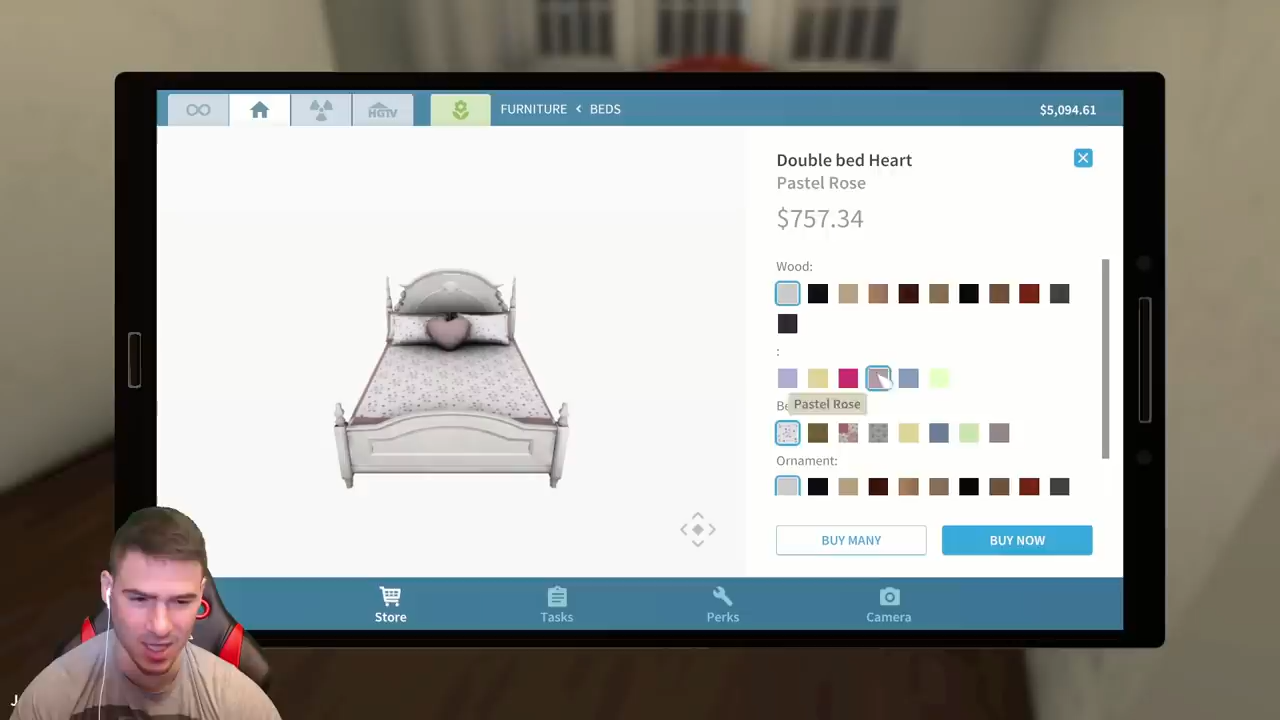 HGTV
FURNITURE < BEDS
$5,094.61
Double bed Heart
Pastel Rose
$757.34
Wood:
:
Pastel Rose
Ornament:
BUY MANY
BUY NOW
Store
Tasks
Perks
Camera
J